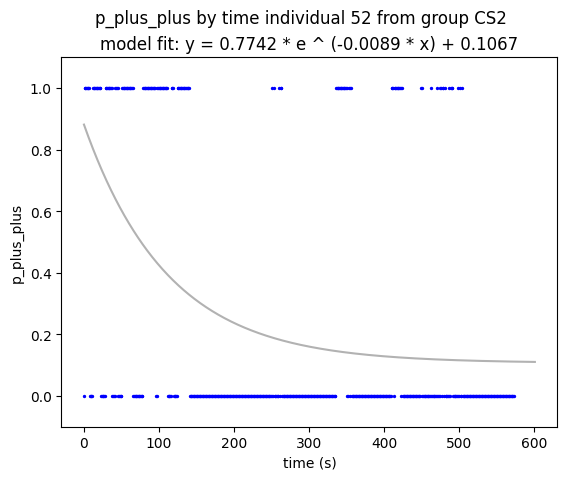 p_plus_plus by time individual 52 from group CS2
model fit: y = 0.7742 * e ^ (-0.0089 * x) + 0.1067
1.0
0.8
0.6
0.4
0.2
0.0
p_plus_plus
0 100 200 300 400 500 600
time (s)